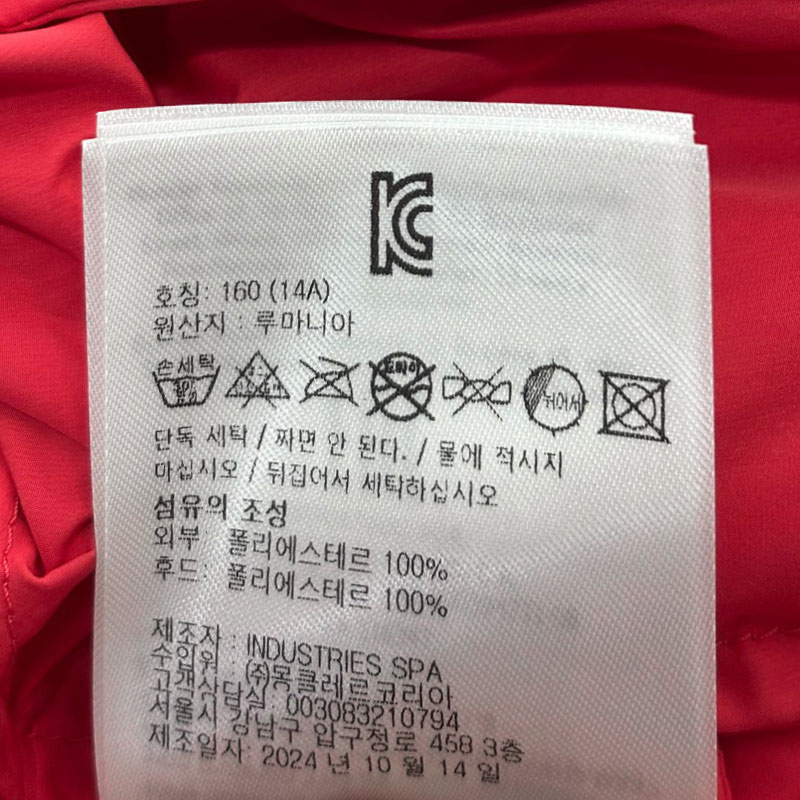 KC
호칭: 160 (14A)
원산지 : 루마니아
손세탁
드라이
뉘어서
단독 세탁 / 짜면 안 된다. / 물에 적시지
마십시오 / 뒤집어서 세탁하십시오
섬유의 조성
외부 폴리에스테르 100%
후드: 폴리에스테르 100%
제조자 : INDUSTRIES SPA
수입원 : ㈜몽클레르코리아
고객상담실: 003083210794
서울시 강남구 압구정로 458 3층
제조일자: 2024 년 10 월 14 일